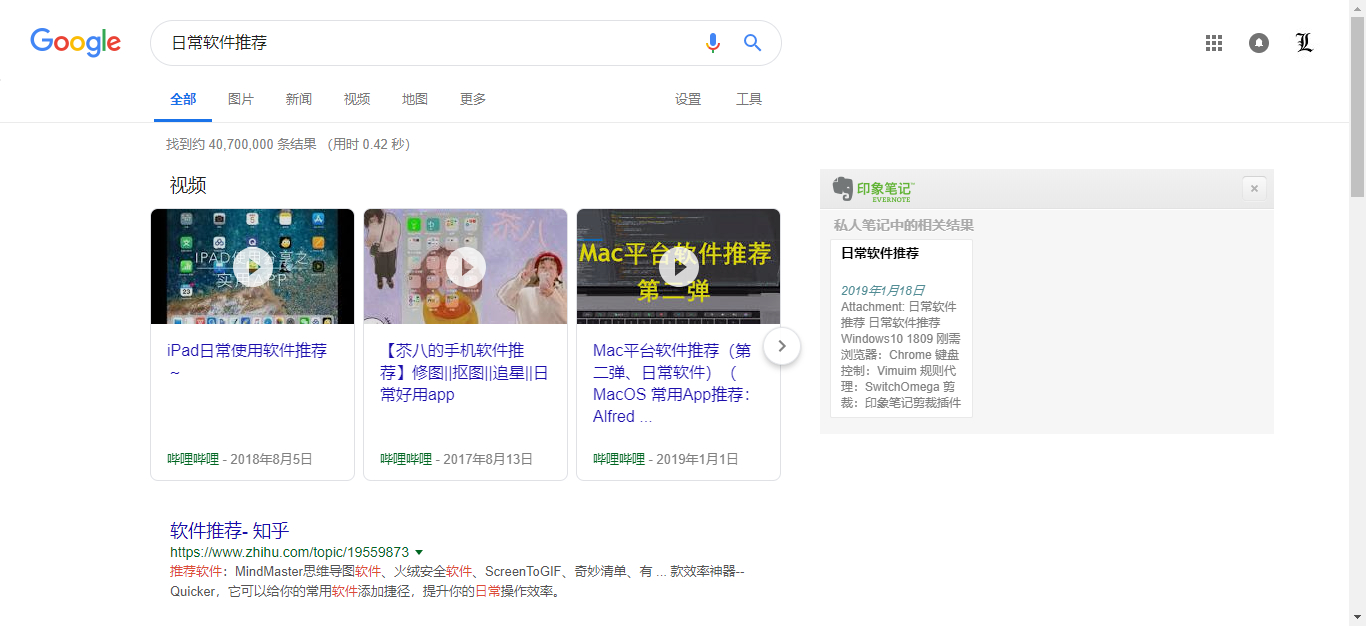 Google
日常软件推荐
全部 图片 新闻 视频 地图 更多 设置 工具
找到约 40,700,000 条结果 （用时 0.42 秒）
视频
IPAD使用分享之
实用APP
茶八
Mac平台软件推荐
第二弹
iPad日常使用软件推荐
~
哔哩哔哩 - 2018年8月5日
【茶八的手机软件推
荐】修图||抠图||追星||日
常好用app
哔哩哔哩 - 2017年8月13日
Mac平台软件推荐（第
二弹、日常软件）（
MacOS 常用App推荐：
Alfred ...
哔哩哔哩 - 2019年1月1日
软件推荐- 知乎
https://www.zhihu.com/topic/19559873
推荐软件：MindMaster思维导图软件、火绒安全软件、ScreenToGIF、奇妙清单、有 ... 款效率神器--
Quicker，它可以给你的常用软件添加捷径，提升你的日常操作效率。
印象笔记
EVERNOTE
私人笔记中的相关结果
日常软件推荐
2019年1月18日
Attachment: 日常软件
推荐 日常软件推荐
Windows10 1809 刚需
浏览器：Chrome 键盘
控制：Vimuim 规则代
理：SwitchOmega 剪
裁：印象笔记剪裁插件